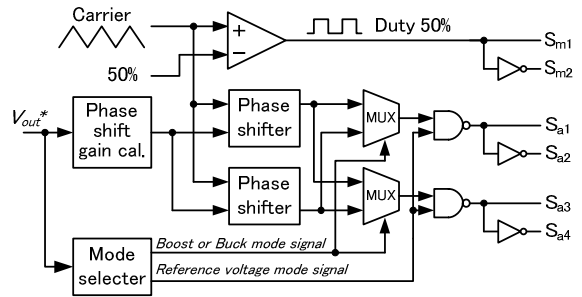 Carrier
Duty 50%
+
−
50%
Sm1
Sm2
Vout*
Phase
shift
gain cal.
Phase
shifter
MUX
Sa1
Sa2
Phase
shifter
MUX
Sa3
Sa4
Mode
selecter
Boost or Buck mode signal
Reference voltage mode signal